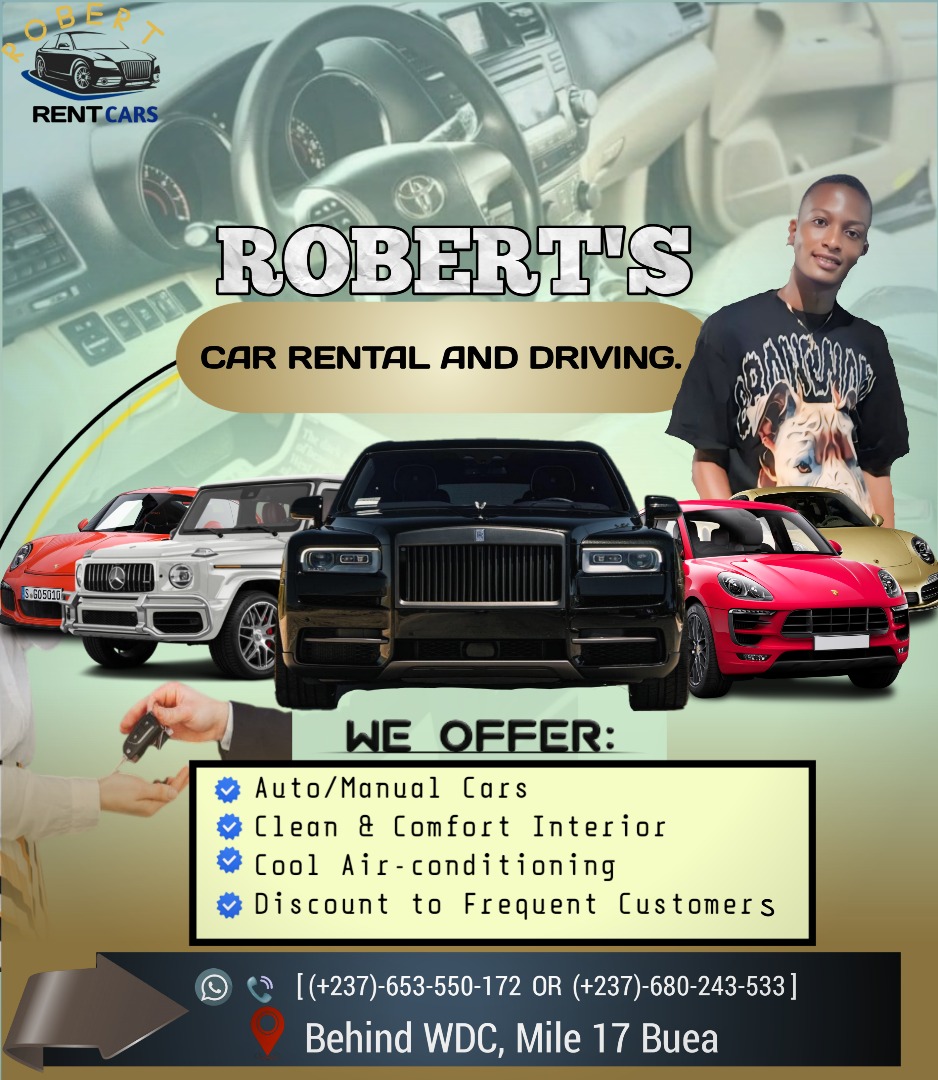 ROBERT
RENT CARS
ROBERT'S
CAR RENTAL AND DRIVING.
S GO5010
WE OFFER:
Auto/Manual Cars
Clean & Comfort Interior
Cool Air-conditioning
Discount to Frequent Customers
[(+237)-653-550-172 OR (+237)-680-243-533]
Behind WDC, Mile 17 Buea